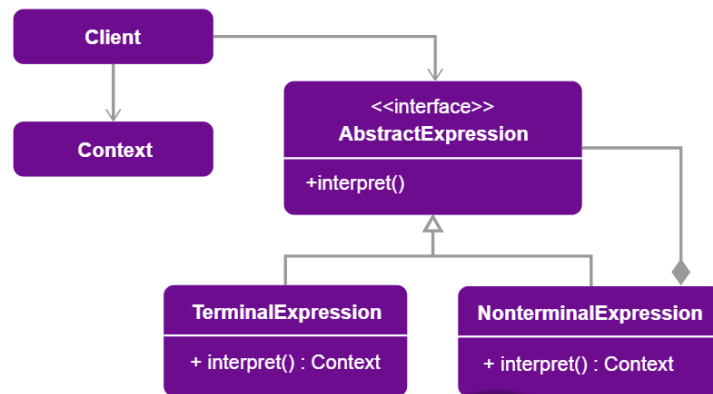 Client
<<interface>>
AbstractExpression
Context
+interpret()
TerminalExpression
+ interpret() : Context
NonterminalExpression
+ interpret() : Context